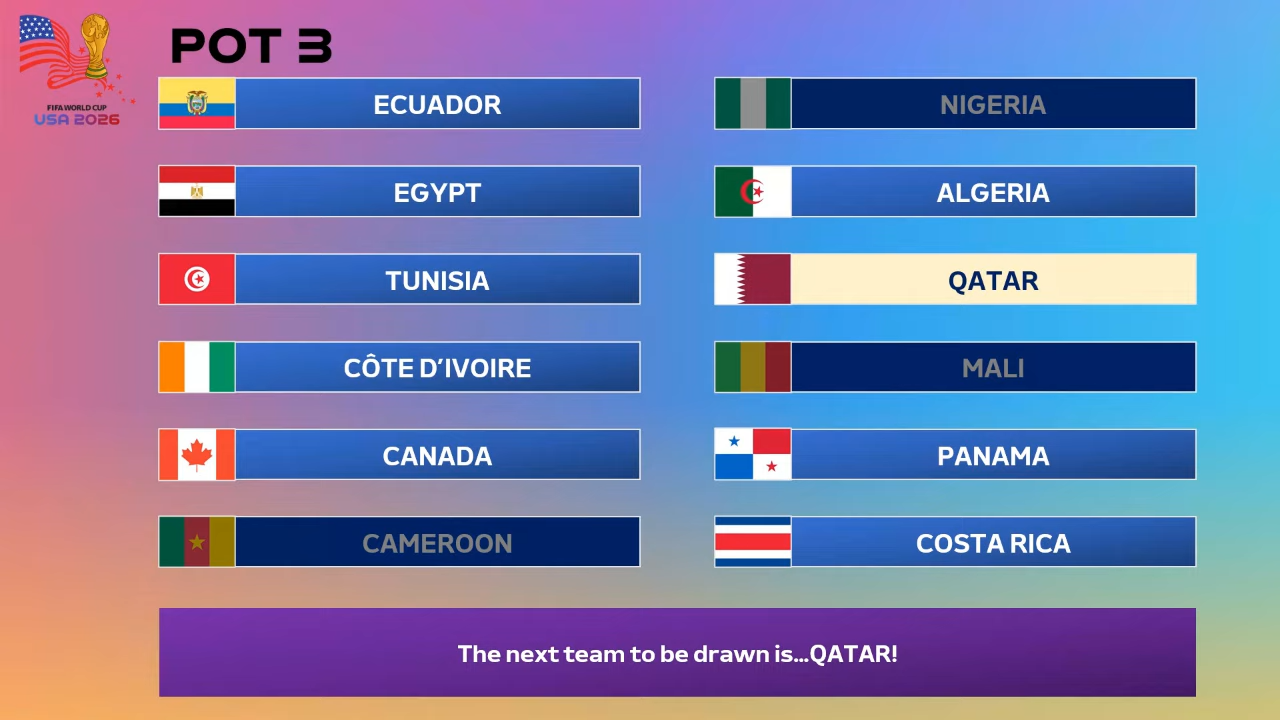 POT 3
FIFA WORLD CUP
USA 2026
ECUADOR
EGYPT
TUNISIA
CÔTE D’IVOIRE
CANADA
CAMEROON
NIGERIA
ALGERIA
QATAR
MALI
PANAMA
COSTA RICA
The next team to be drawn is...QATAR!